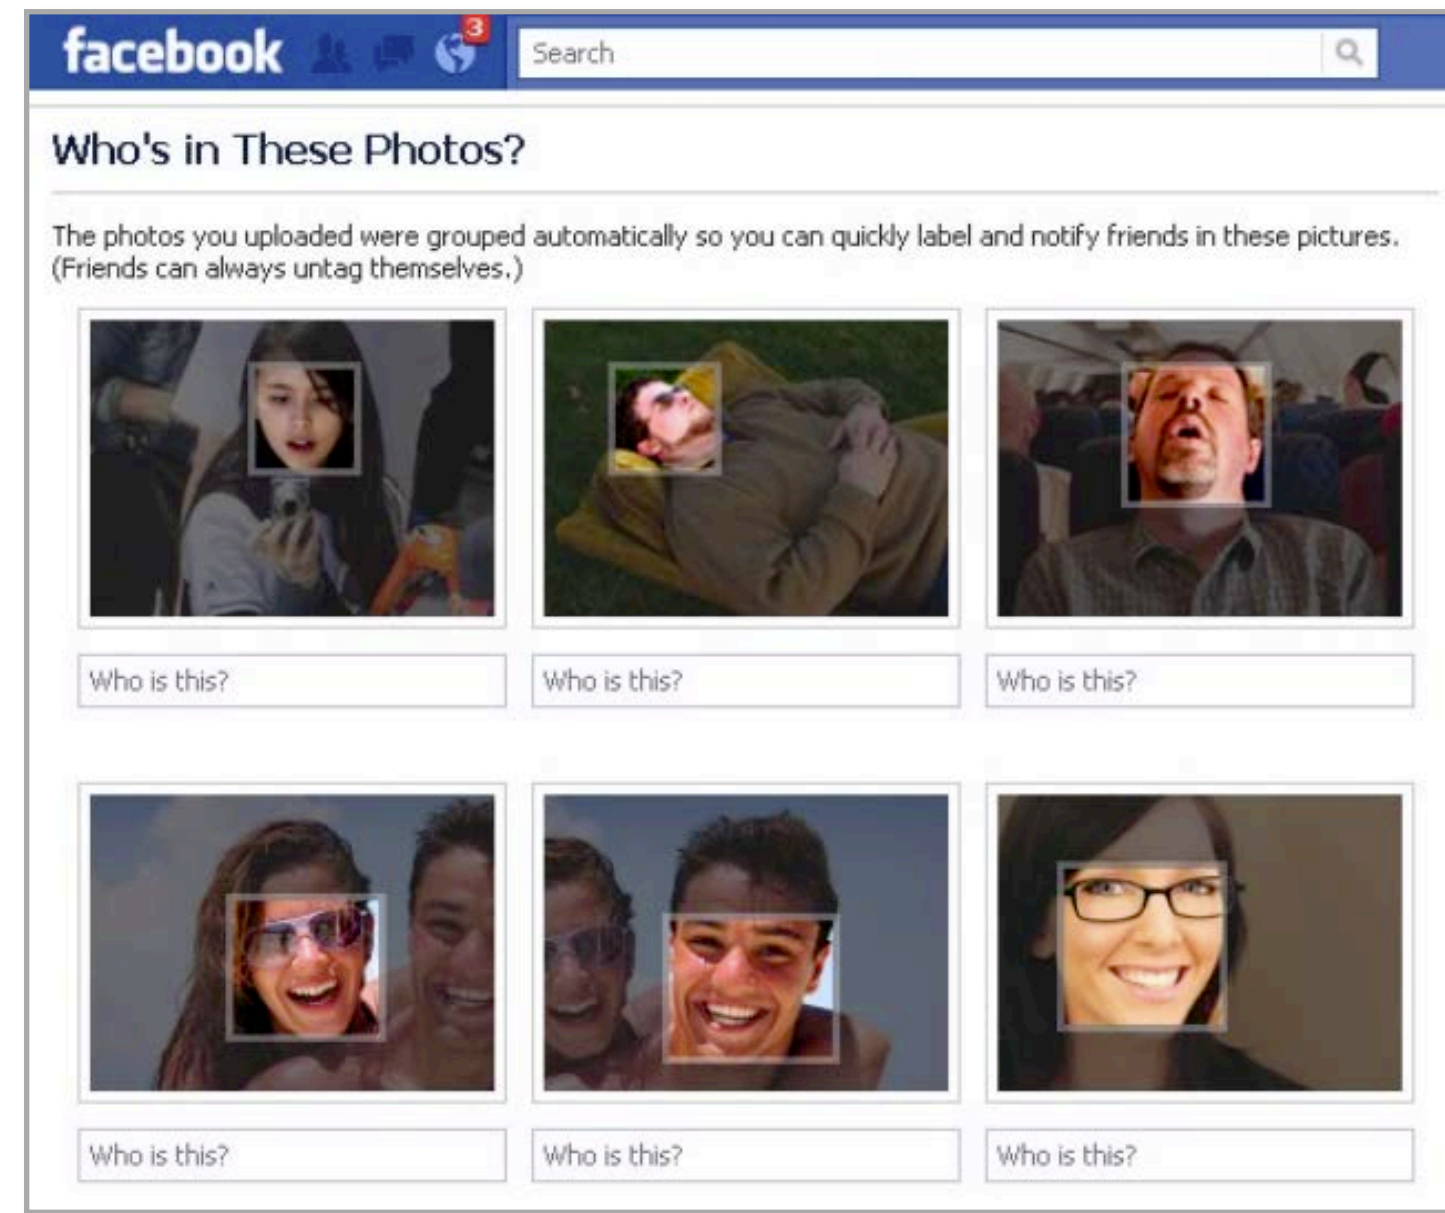 facebook 3 Search
Who's in These Photos?
The photos you uploaded were grouped automatically so you can quickly label and notify friends in these pictures.
(Friends can always untag themselves.)
Who is this? Who is this? Who is this?
Who is this? Who is this? Who is this?